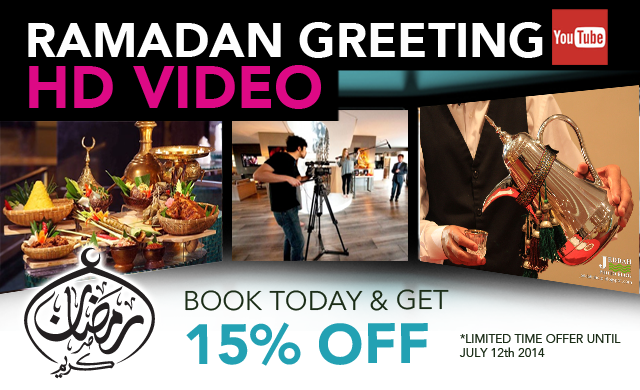 RAMADAN GREETING
YouTube
HD VIDEO
رمضان
كريم
BOOK TODAY & GET
15% OFF
*LIMITED TIME OFFER UNTIL
JULY 12th 2014